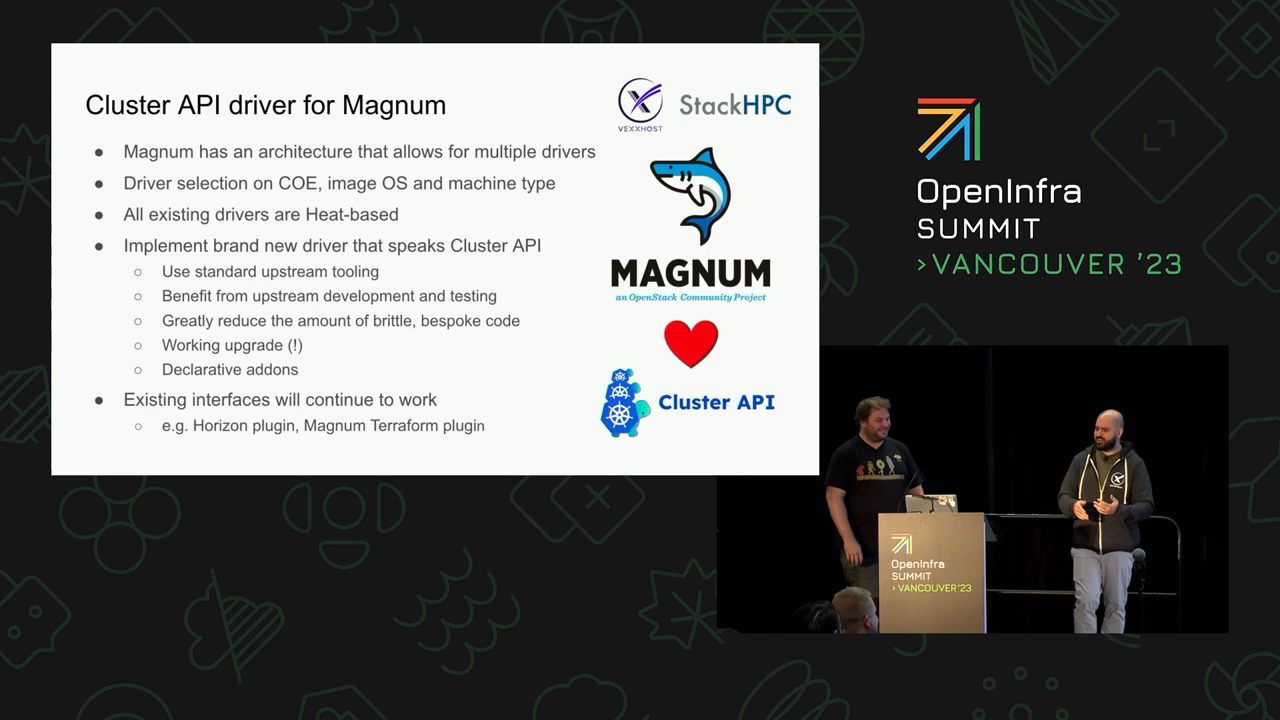 Cluster API driver for Magnum
VEXXHOST
StackHPC
● Magnum has an architecture that allows for multiple drivers
● Driver selection on COE, image OS and machine type
● All existing drivers are Heat-based
● Implement brand new driver that speaks Cluster API
○ Use standard upstream tooling
○ Benefit from upstream development and testing
○ Greatly reduce the amount of brittle, bespoke code
○ Working upgrade (!)
○ Declarative addons
● Existing interfaces will continue to work
○ e.g. Horizon plugin, Magnum Terraform plugin
MAGNUM
an OpenStack Community Project
Cluster API
OpenInfra
SUMMIT
>VANCOUVER '23
OpenInfra
SUMMIT
>VANCOUVER'23